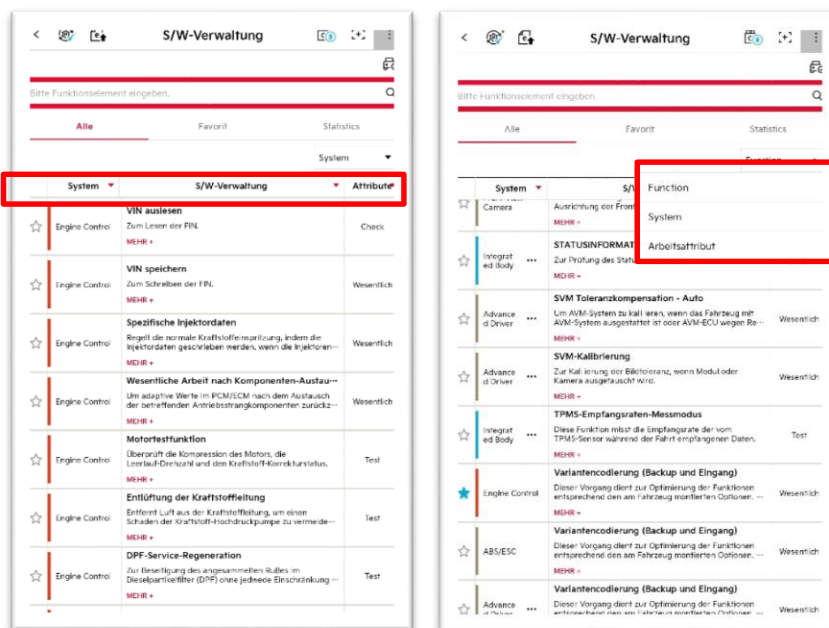 S/W-Verwaltung
Bitte Funktionselement eingeben.
Alle Favorit Statistics
System
System S/W-Verwaltung Attribute
VIN auslesen
Engine Control Zum Lesen der FIN. Check
MEHR +
VIN speichern
Engine Control Zum Schreiben der FIN. Wesentlich
MEHR +
Spezifische Injektordaten
Engine Control Regelt die normale Kraftstoffeinspritzung, indem die
Injektordaten geschrieben werden, wenn die Injektoren··· Wesentlich
MEHR +
Wesentliche Arbeit nach Komponenten-Austau···
Engine Control Um adaptive Werte im PCM/ECM nach dem Austausch
der betreffenden Antriebsstrangkomponenten zurückz··· Wesentlich
MEHR +
Motortestfunktion
Engine Control Überprüft die Kompression des Motors, die
Leerlauf-Drehzahl und den Kraftstoff-Korrekturstatus. Test
MEHR +
Entlüftung der Kraftstoffleitung
Engine Control Entfernt Luft aus der Kraftstoffleitung, um einen
Schaden der Kraftstoff-Hochdruckpumpe zu vermeide··· Test
MEHR +
DPF-Service-Regeneration
Engine Control Zur Beseitigung des angesammelten Rußes im
Dieselpartikelfilter (DPF) ohne jedwede Einschränkung ··· Test
MEHR +
S/W-Verwaltung
Bitte Funktionselement eingeben.
Alle Favorit Statistics
Function
System S/
Function
System
Arbeitsattribut
Camera Ausrichtung der Front
MEHR +
STATUSINFORMAT
Integrat
ed Body ··· Zur Prüfung des Statu
MEHR +
SVM Toleranzkompensation - Auto
Advance
d Driver ··· Um AVM-System zu kali ieren, wenn das Fahrzeug mit
AVM-System ausgestattet ist oder AVM-ECU wegen Re··· Wesentlich
MEHR +
SVM-Kalibrierung
Advance
d Driver ··· Zur Kali ierung der Bildtoleranz, wenn Modul oder
Kamera ausgetauscht wird. Wesentlich
MEHR +
TPMS-Empfangsraten-Messmodus
Integrat
ed Body ··· Diese Funktion misst die Empfangsrate der vom
TPMS-Sensor während der Fahrt empfangenen Daten. Test
MEHR +
Variantencodierung (Backup und Eingang)
Engine Control Dieser Vorgang dient zur Optimierung der Funktionen
entsprechend den am Fahrzeug montierten Optionen. ··· Wesentlich
MEHR +
Variantencodierung (Backup und Eingang)
ABS/ESC Dieser Vorgang dient zur Optimierung der Funktionen
entsprechend den am Fahrzeug montierten Optionen. ··· Wesentlich
MEHR +
Variantencodierung (Backup und Eingang)
Advance
d Driver ··· Dieser Vorgang dient zur Optimierung der Funktionen
entsprechend den am Fahrzeug montierten Optionen. ··· Wesentlich